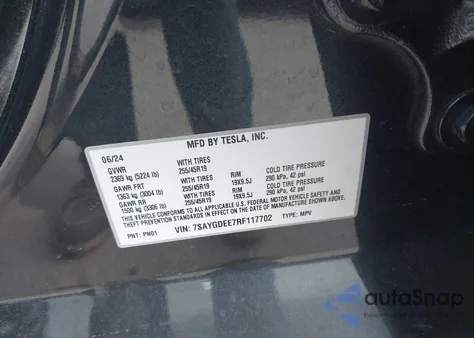 MFD BY TESLA, INC.
06/24
GVWR WITH TIRES RIM COLD TIRE PRESSURE
2369 kg (5224 lb) 255/45R19 19X9.5J 290 kPa, 42 psi
GAWR FRT WITH TIRES RIM COLD TIRE PRESSURE
1363 kg (3004 lb) 255/45R19 19X9.5J 290 kPa, 42 psi
GAWR RR WITH TIRES
1500 kg (3306 lb) 255/45R19
THIS VEHICLE CONFORMS TO ALL APPLICABLE U.S. FEDERAL MOTOR VEHICLE SAFETY AND
THEFT PREVENTION STANDARDS IN EFFECT ON THE DATE OF MANUFACTURE SHOWN ABOVE.
PNT: PN01 VIN: 7SAYGDEE7RF117702 TYPE: MPV
autoSnap